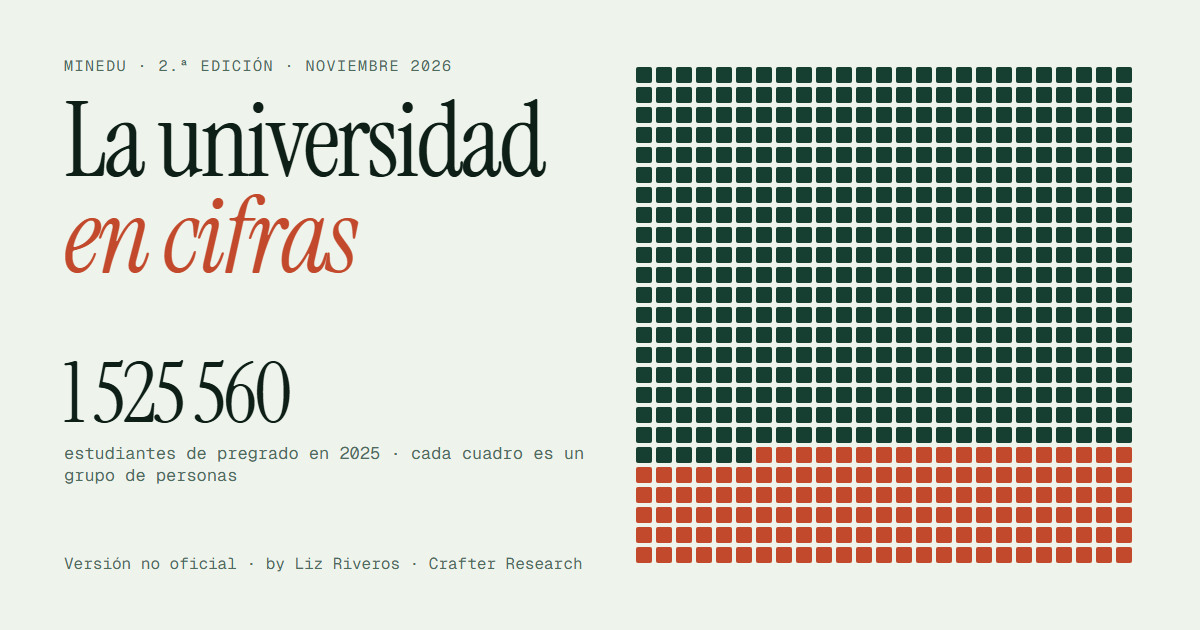 MINEDU · 2.ª EDICIÓN · NOVIEMBRE 2026
La universidad
en cifras
1 525 560
estudiantes de pregrado en 2025 · cada cuadro es un
grupo de personas
Versión no oficial · by Liz Riveros · Crafter Research